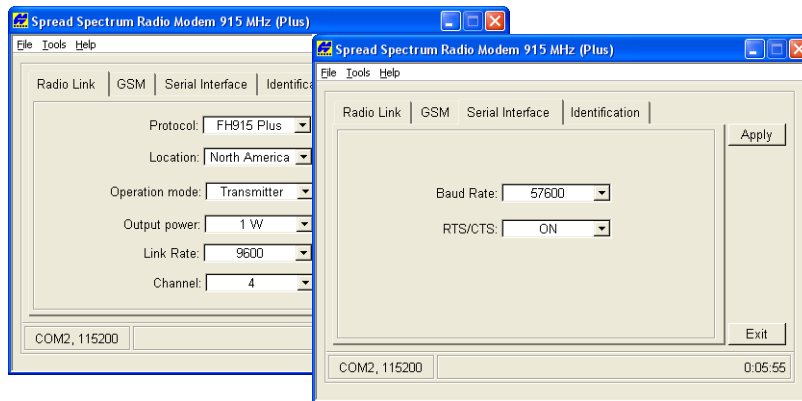 Spread Spectrum Radio Modem 915 MHz (Plus)
File Tools Help
Radio Link GSM Serial Interface
Protocol: FH915 Plus
Location: North America
Operation mode: Transmitter
Output power: 1 W
Link Rate: 9600
Channel: 4
COM2, 115200
Spread Spectrum Radio Modem 915 MHz (Plus)
File Tools Help
Radio Link GSM Serial Interface Identification
Apply
Baud Rate: 57600
RTS/CTS: ON
Exit
COM2, 115200 0:05:55